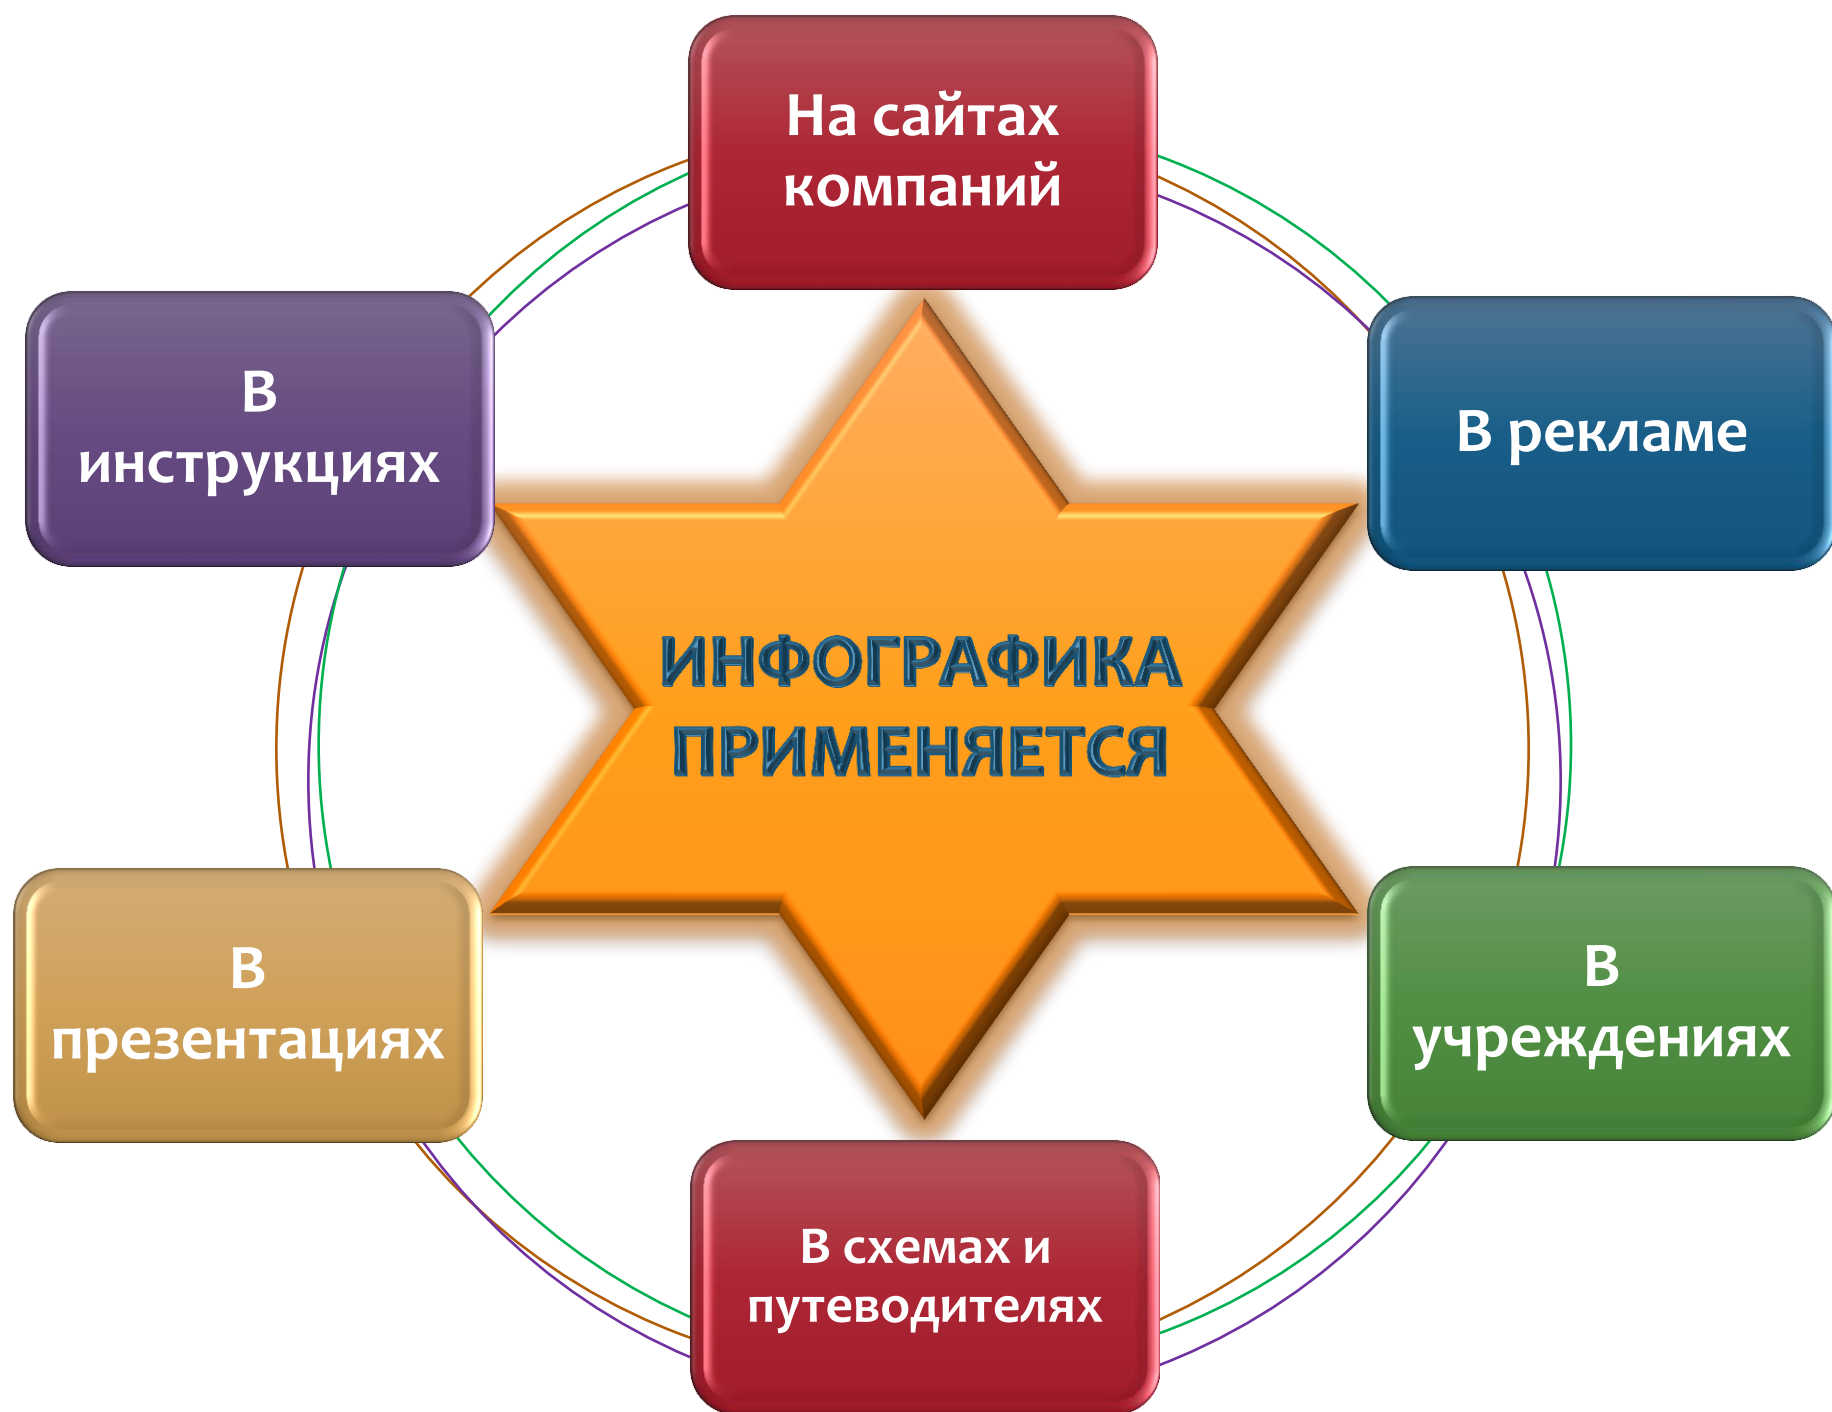 На сайтах
компаний
В рекламе
В
учреждениях
В схемах и
путеводителях
В
презентациях
В
инструкциях
ИНФОГРАФИКА
ПРИМЕНЯЕТСЯ